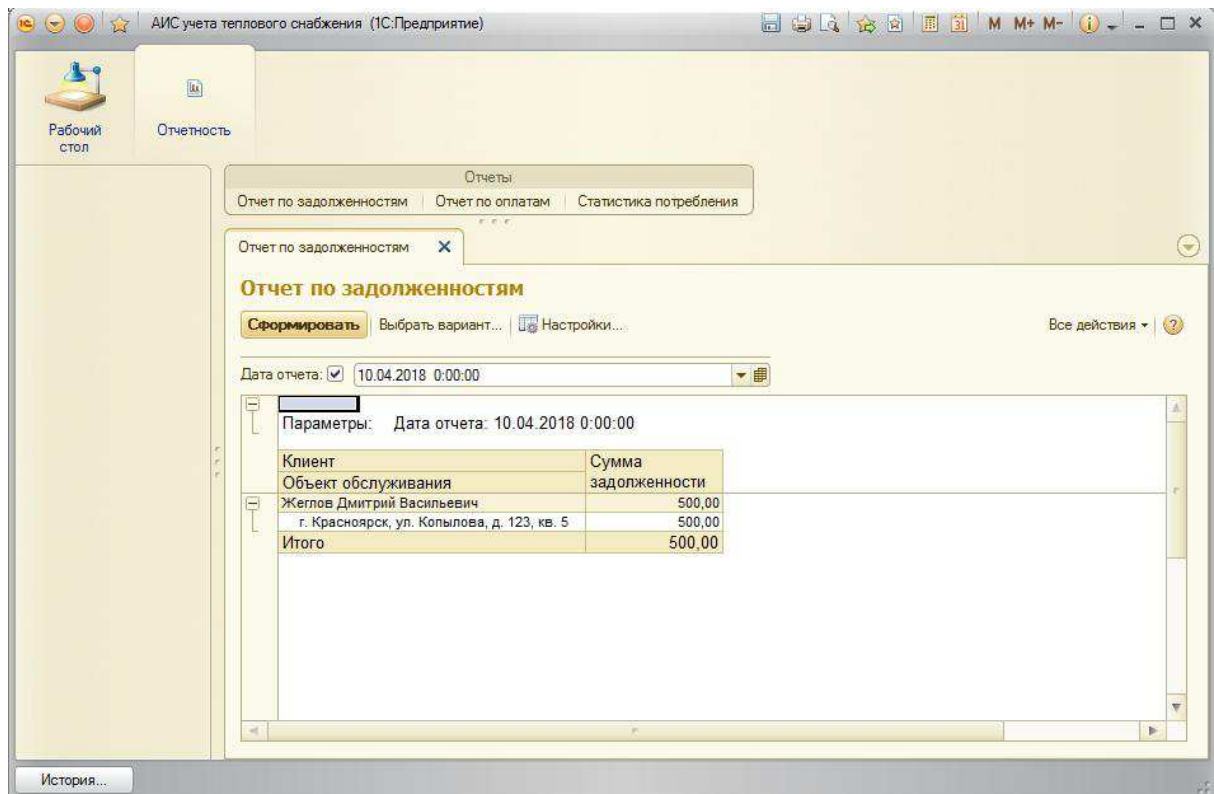 АИС учета теплового снабжения (1С:Предприятие)
M M+ M-
31
Рабочий стол
Отчетность
Отчеты
Отчет по задолженностям Отчет по оплатам Статистика потребления
Отчет по задолженностям
Отчет по задолженностям
Сформировать Выбрать вариант... Настройки... Все действия
Дата отчета: 10.04.2018 0:00:00
Параметры: Дата отчета: 10.04.2018 0:00:00
Клиент Сумма
Объект обслуживания задолженности
Жеглов Дмитрий Васильевич 500,00
г. Красноярск, ул. Копылова, д. 123, кв. 5 500,00
Итого 500,00
История...